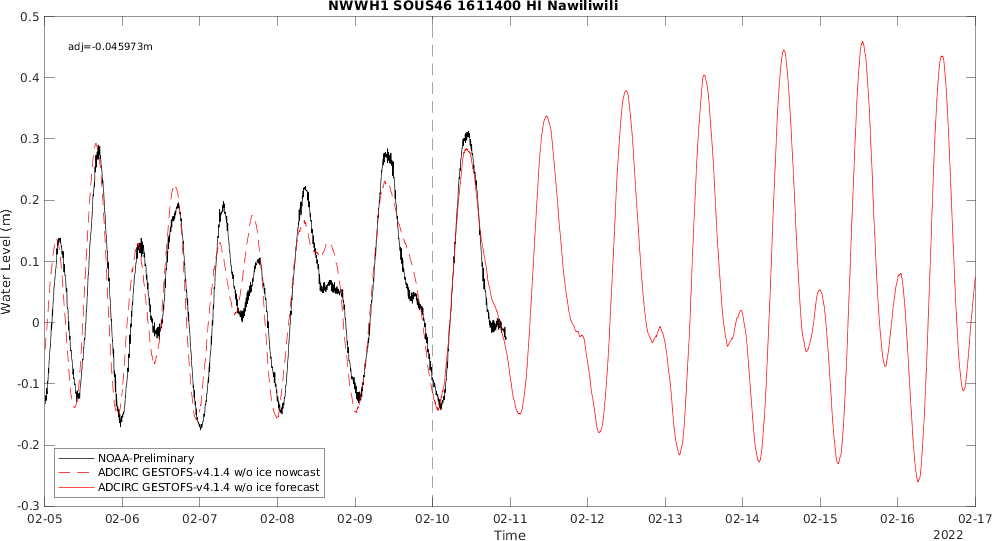 NWWH1 SOUS46 1611400 HI Nawiliwili
adj=-0.045973m
Water Level (m)
0.5
0.4
0.3
0.2
0.1
0
-0.1
-0.2
-0.3
NOAA-Preliminary
ADCIRC GESTOFS-v4.1.4 w/o ice nowcast
ADCIRC GESTOFS-v4.1.4 w/o ice forecast
02-05 02-06 02-07 02-08 02-09 02-10 02-11 02-12 02-13 02-14 02-15 02-16 02-17
Time
2022